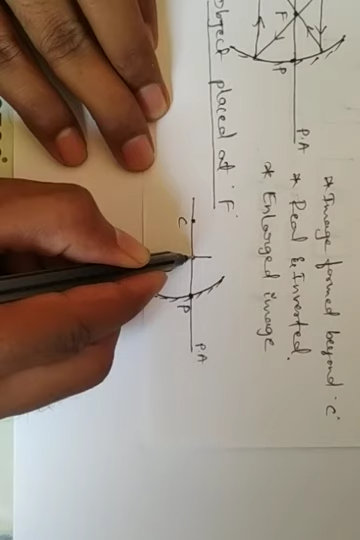 F
P
P.A
* Image formed beyond 'C'
* Real & Inverted.
* Enlarged image
Object placed at 'F'
C
P
P.A